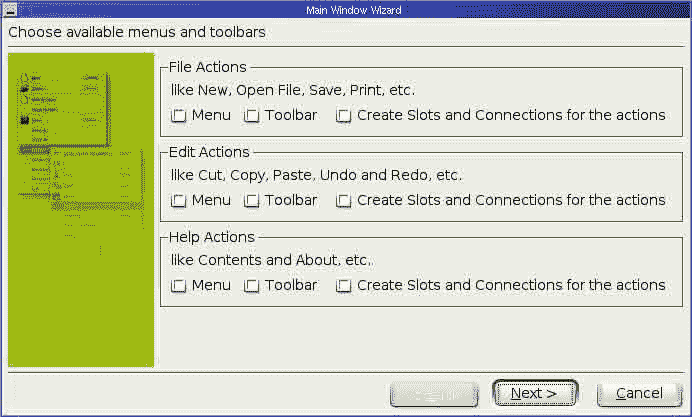 Main Window Wizard
Choose available menus and toolbars
File Actions
like New, Open File, Save, Print, etc.
Menu Toolbar Create Slots and Connections for the actions
Edit Actions
like Cut, Copy, Paste, Undo and Redo, etc.
Menu Toolbar Create Slots and Connections for the actions
Help Actions
like Contents and About, etc.
Menu Toolbar Create Slots and Connections for the actions
Next > Cancel